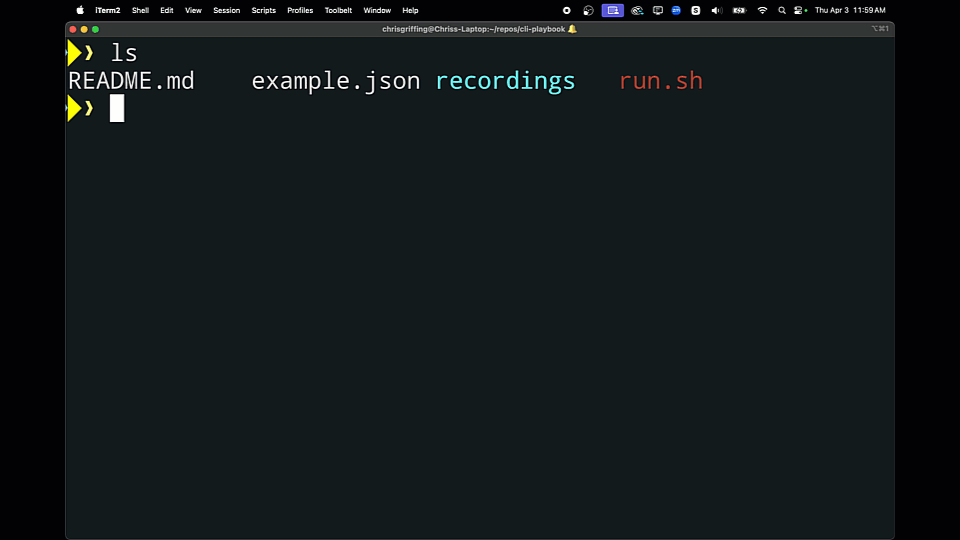 iTerm2 Shell Edit View Session Scripts Profiles Toolbelt Window Help Thu Apr 3 11:59 AM
chrisgriffing@Chriss-Laptop:~/repos/cli-playbook 🔔 ⌥⌘1
❯ ls
README.md example.json recordings run.sh
❯